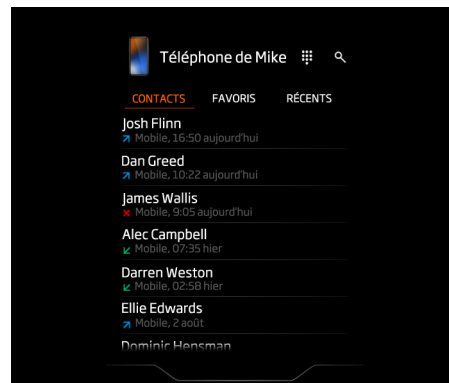 Téléphone de Mike
CONTACTS FAVORIS RÉCENTS
Josh Flinn
Mobile, 16:50 aujourd'hui
Dan Greed
Mobile, 10:22 aujourd'hui
James Wallis
Mobile, 9:05 aujourd'hui
Alec Campbell
Mobile, 07:35 hier
Darren Weston
Mobile, 02:58 hier
Ellie Edwards
Mobile, 2 août
Dominic Hensman